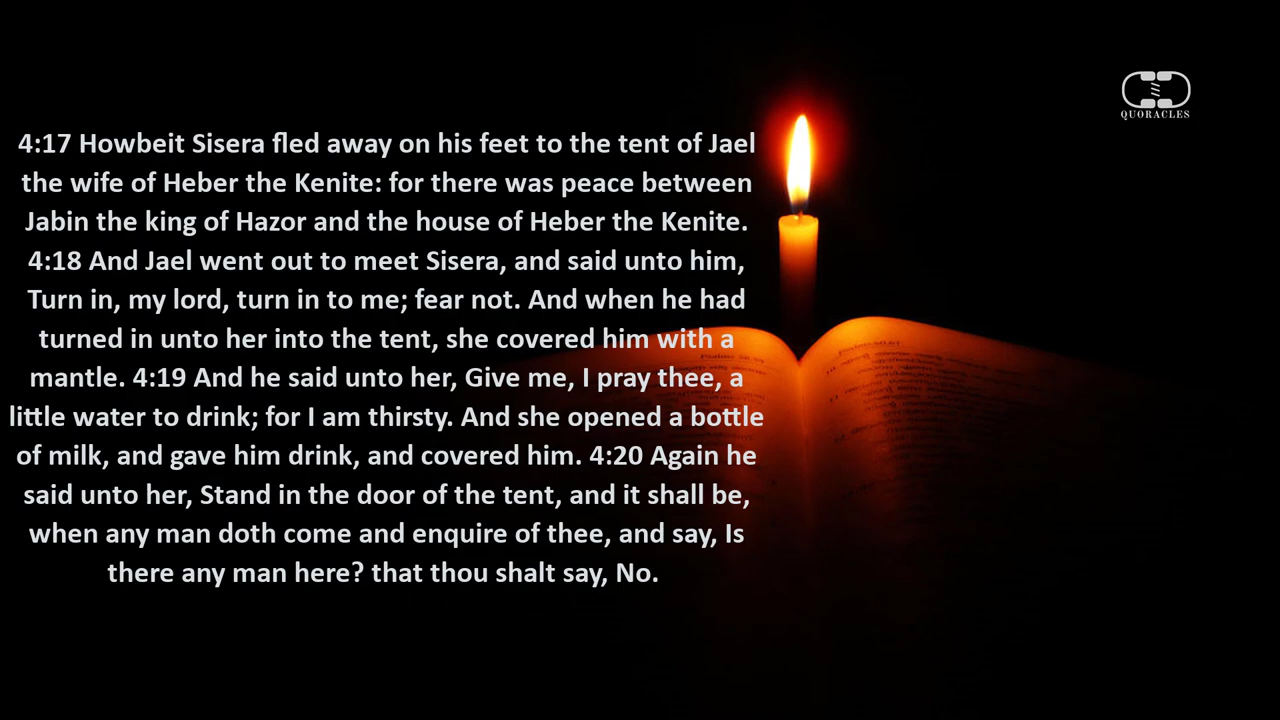 QUORACLES
4:17 Howbeit Sisera fled away on his feet to the tent of Jael
the wife of Heber the Kenite: for there was peace between
Jabin the king of Hazor and the house of Heber the Kenite.
4:18 And Jael went out to meet Sisera, and said unto him,
Turn in, my lord, turn in to me; fear not. And when he had
turned in unto her into the tent, she covered him with a
mantle. 4:19 And he said unto her, Give me, I pray thee, a
little water to drink; for I am thirsty. And she opened a bottle
of milk, and gave him drink, and covered him. 4:20 Again he
said unto her, Stand in the door of the tent, and it shall be,
when any man doth come and enquire of thee, and say, Is
there any man here? that thou shalt say, No.